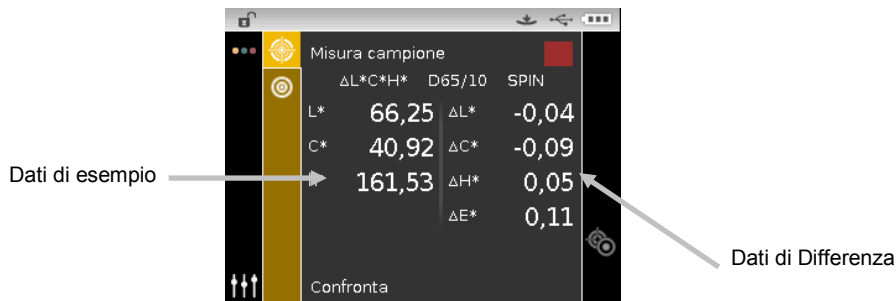 Misura campione
ΔL*C*H* D65/10 SPIN
L* 66,25 ΔL* -0,04
C* 40,92 ΔC* -0,09
161,53 ΔH* 0,05
ΔE* 0,11
Confronta
Dati di esempio
Dati di Differenza